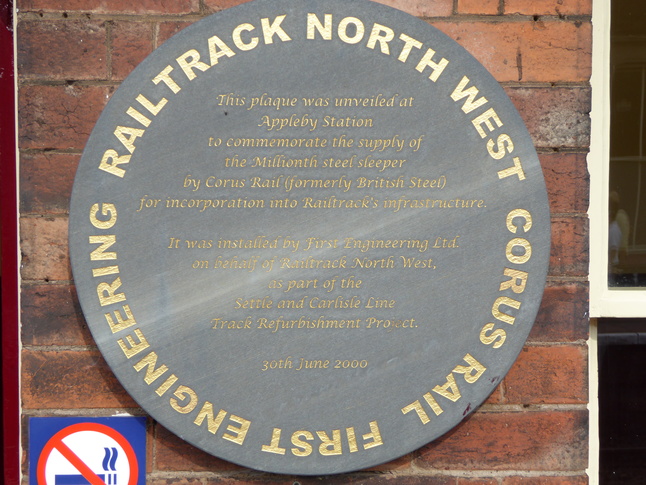 RAILTRACK NORTH WEST
CORUS RAIL
FIRST ENGINEERING
This plaque was unveiled at
Appleby Station
to commemorate the supply of
the Millionth steel sleeper
by Corus Rail (formerly British Steel)
for incorporation into Railtrack's infrastructure.
It was installed by First Engineering Ltd.
on behalf of Railtrack North West,
as part of the
Settle and Carlisle Line
Track Refurbishment Project.
30th June 2000